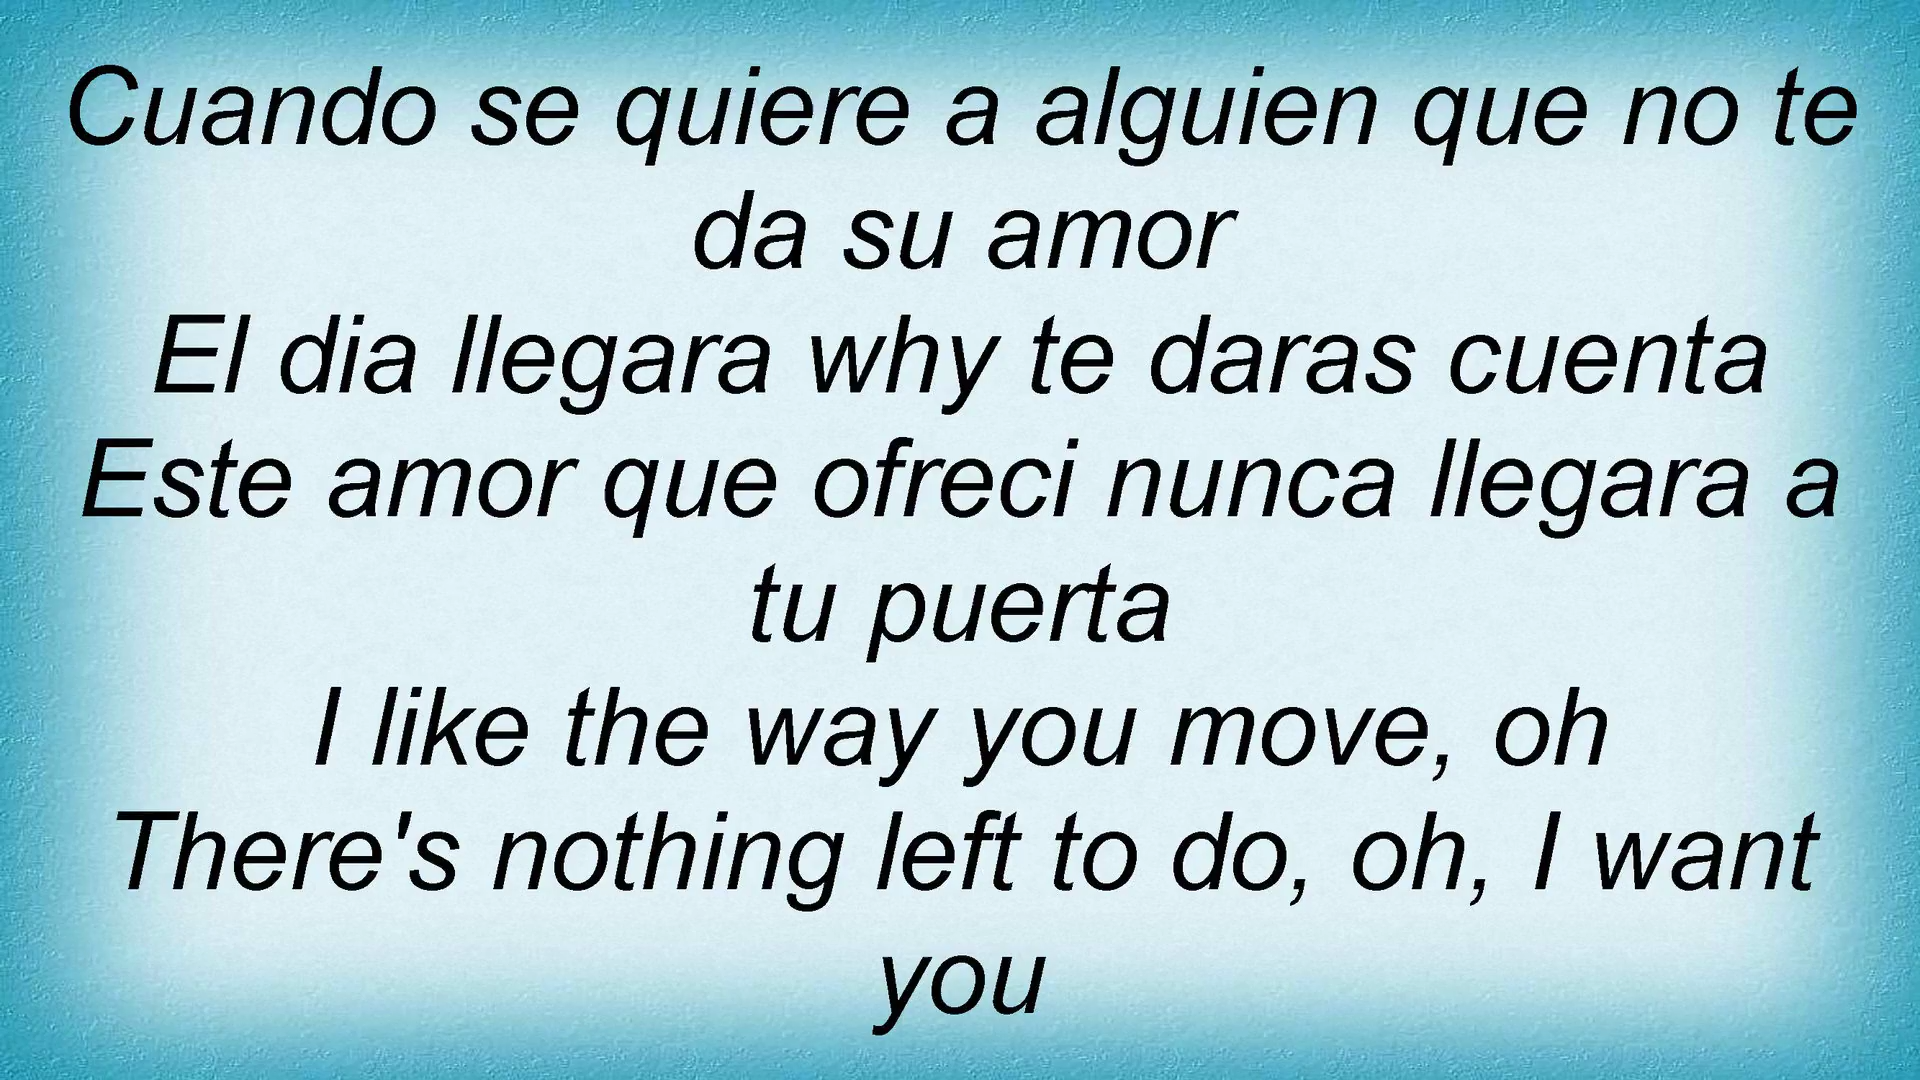 Cuando se quiere a alguien que no te
da su amor
El dia llegara why te daras cuenta
Este amor que ofreci nunca llegara a
tu puerta
I like the way you move, oh
There's nothing left to do, oh, I want
you